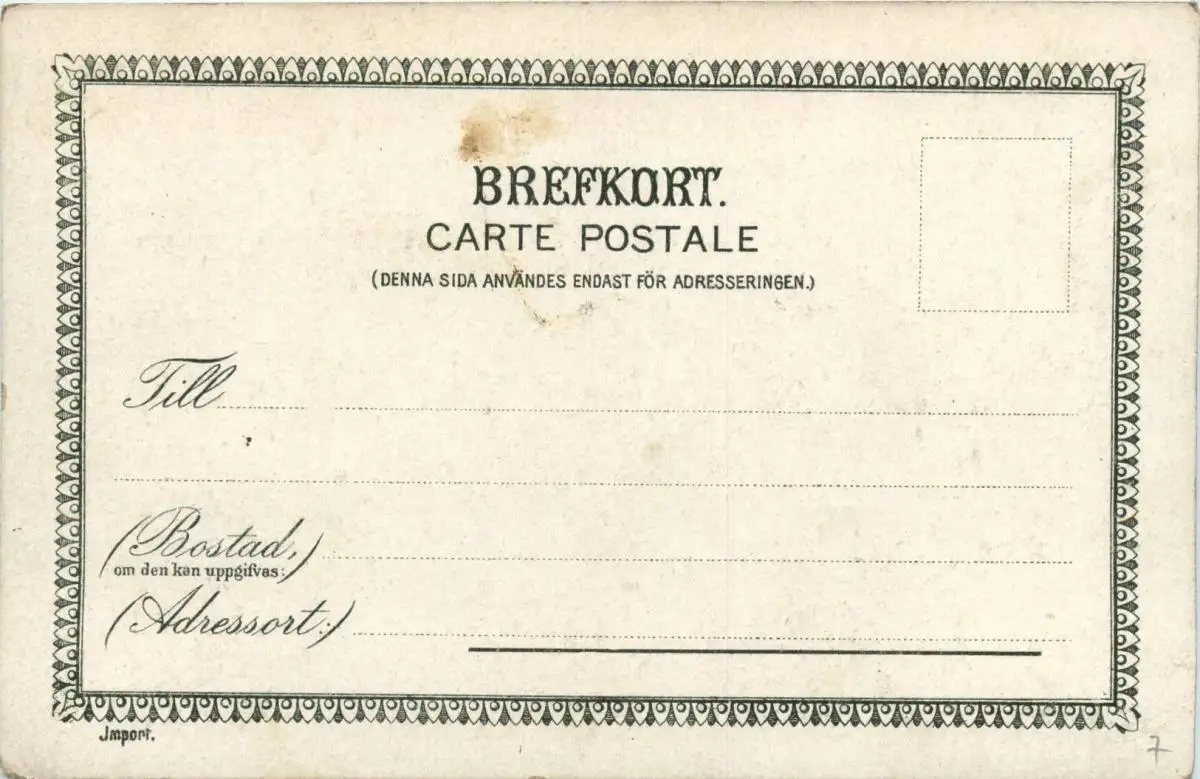 BREFKORT.
CARTE POSTALE
(DENNA SIDA ANVÄNDES ENDAST FÖR ADRESSERINGEN.)
Till
(Bostad,)
om den kan uppgifvas:
(Adressort:)
Import.
7